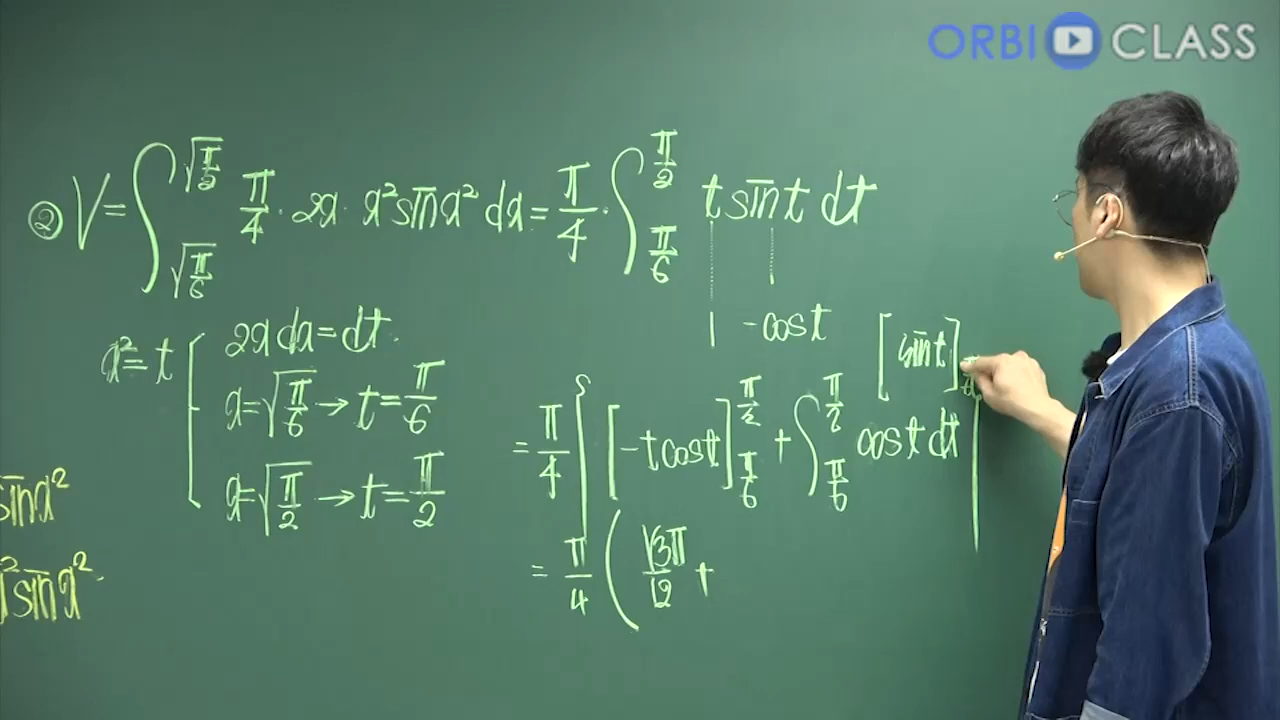 ORBI CLASS
② V = ∫_{√(π/6)}^{√(π/2)} π/4 · 2x · x² sin x² dx = π/4 · ∫_{π/6}^{π/2} t sin t dt
1 -cos t
x² = t
2x dx = dt.
x = √(π/6) → t = π/6
x = √(π/2) → t = π/2
[sin t]
= π/4 { [-t cos t]_{π/6}^{π/2} + ∫_{π/6}^{π/2} cos t dt
= π/4 ( √3π/12 +
sin x²
² sin x²